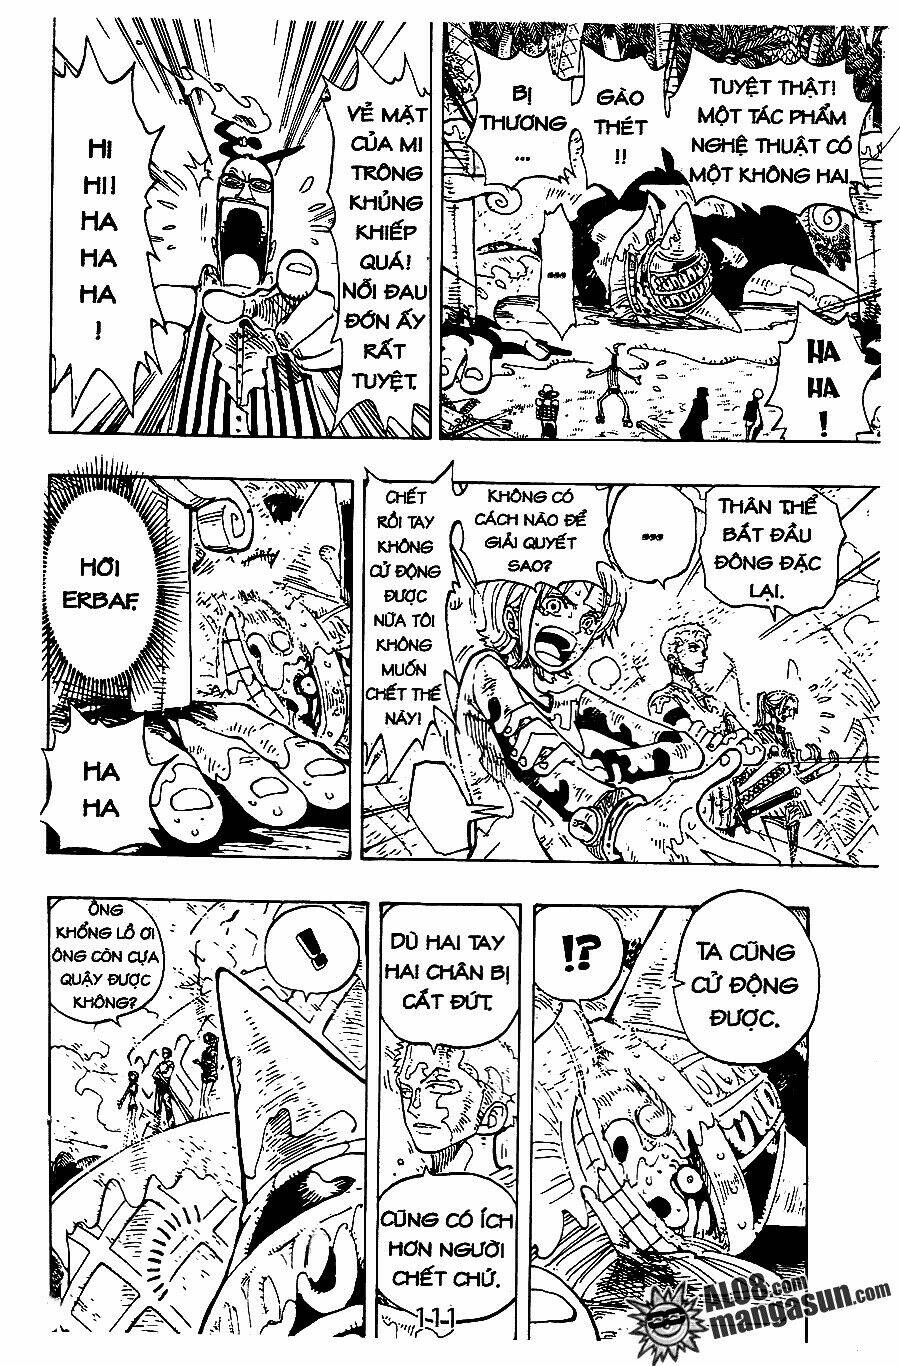 TUYỆT THẬT!
MỘT TÁC PHẨM
NGHỆ THUẬT CÓ
MỘT KHÔNG HAI.
GÀO
THÉT
!!
BỊ
THƯƠNG
...
HA
HA
!
VẺ MẶT
CỦA MI
TRÔNG
KHỦNG
KHIẾP
QUÁ!
NỖI ĐAU
ĐỚN ẤY
RẤT
TUYỆT.
HI
HI!
HA
HA
HA
!
THÂN THỂ
BẮT ĐẦU
ĐÔNG ĐẶC
LẠI.
KHÔNG CÓ
CÁCH NÀO ĐỂ
GIẢI QUYẾT
SAO?
CHẾT
RỒI TAY
KHÔNG
CỬ ĐỘNG
ĐƯỢC
NỮA TÔI
KHÔNG
MUỐN
CHẾT THẾ
NÀY!
HỠI
ERBAF.
HA
HA
TA CŨNG
CỬ ĐỘNG
ĐƯỢC.
!?
DÙ HAI TAY
HAI CHÂN BỊ
CẮT ĐỨT.
CŨNG CÓ ÍCH
HƠN NGƯỜI
CHẾT CHỨ.
!
ÔNG
KHỔNG LỒ ƠI
ÔNG CÒN CỰA
QUẬY ĐƯỢC
KHÔNG?
111
ALO8.com
mangasun.com